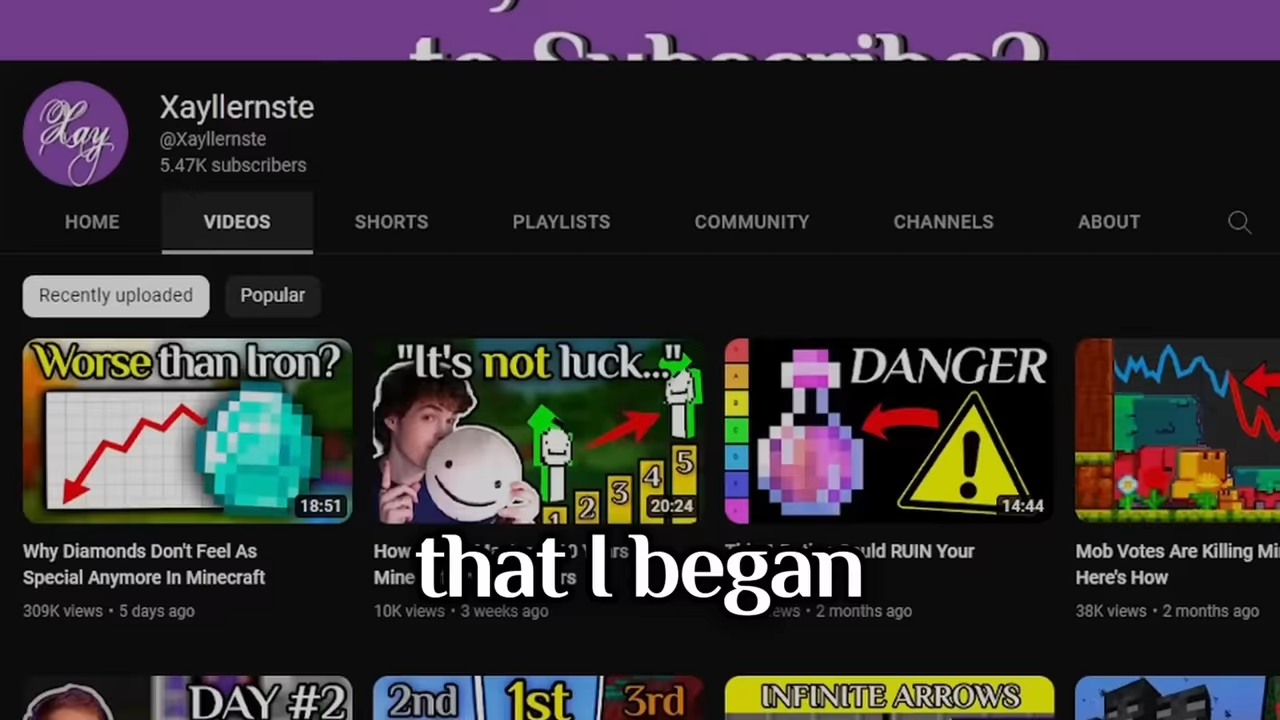 to Subscribe?
Xay
Xayllernste
@Xayllernste
5.47K subscribers
HOME VIDEOS SHORTS PLAYLISTS COMMUNITY CHANNELS ABOUT
Recently uploaded Popular
Worse than Iron?
18:51
"It's not luck..."
1 2 3 4 5
20:24
DANGER
14:44
Why Diamonds Don't Feel As
Special Anymore In Minecraft
309K views • 5 days ago
How
Mine
10K views • 3 weeks ago
RUIN Your
2 months ago
Mob Votes Are Killing
Here's How
38K views • 2 months ago
that I began
DAY #2
2nd 1st 3rd
INFINITE ARROWS